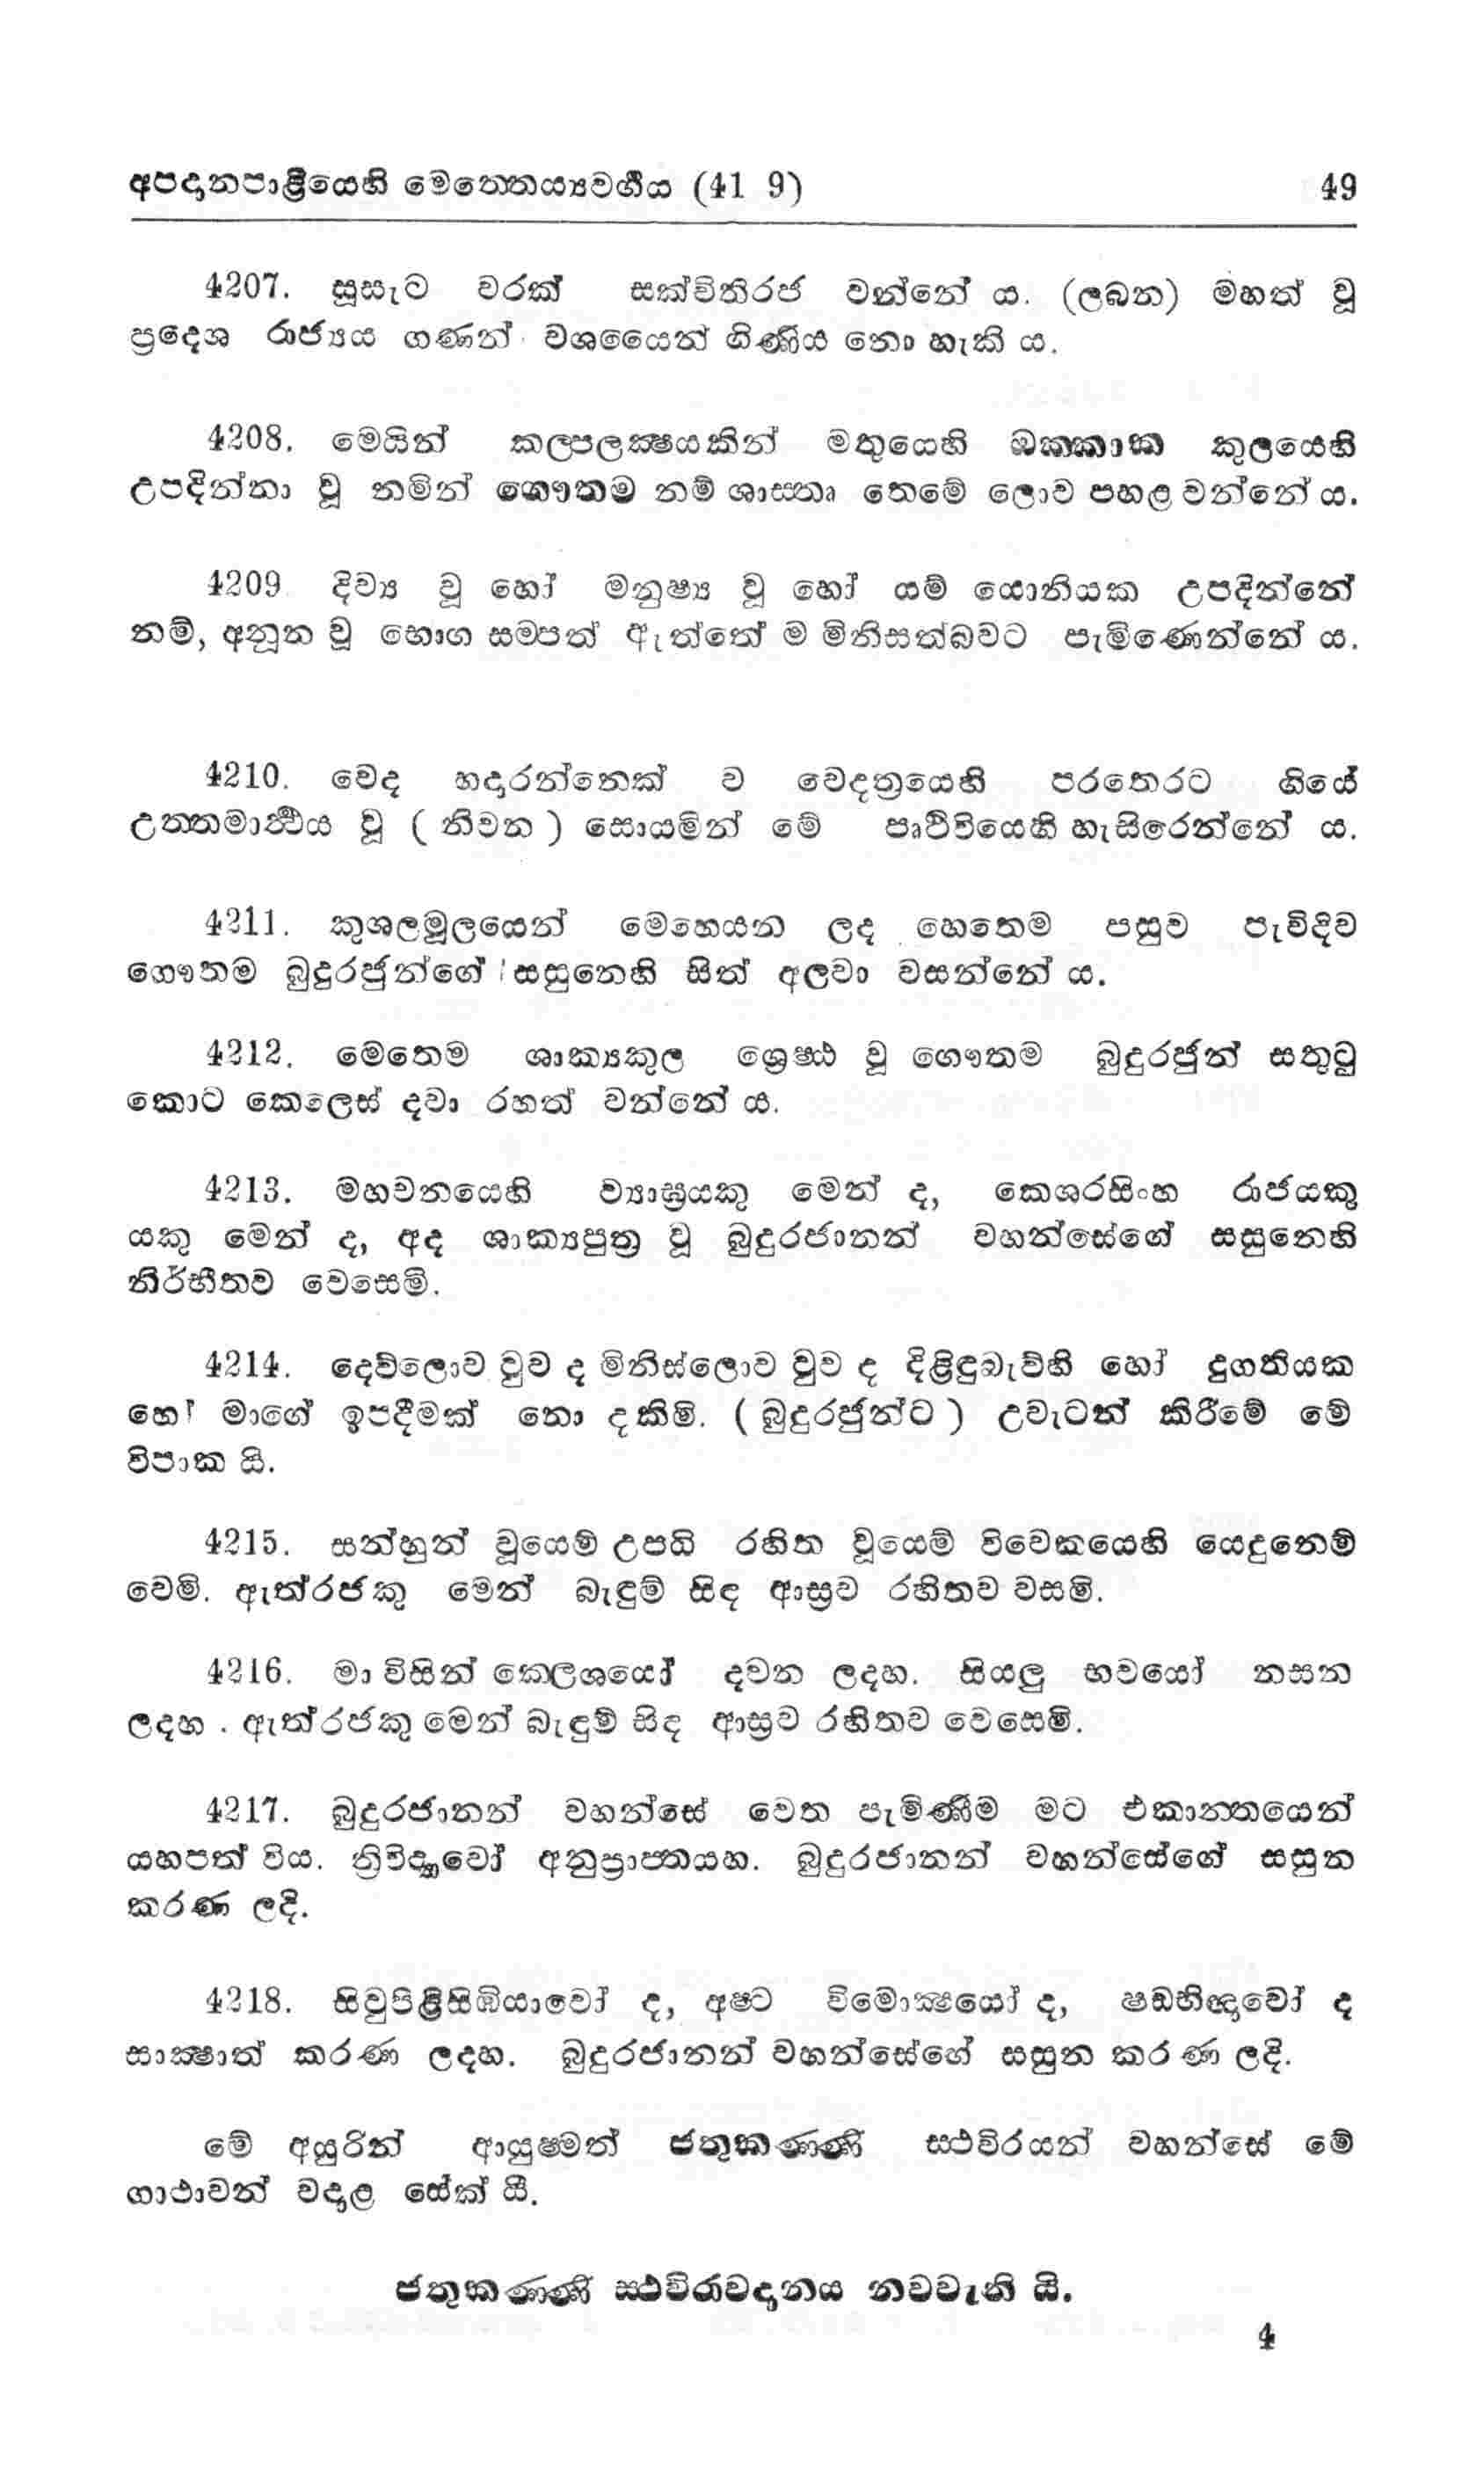 අපදානපාළියෙහි මෙත්තෙය්‍යවර්ගය (41 9) 49
4207. සූසැට වරක් සක්විතිරජ වන්නේ ය. (ලබන) මහත් වූ
ප්‍රදෙශ රාජ්‍යය ගණන් වශයෙයන් ගිණිය නො හැකි ය.
4208. මෙයින් කල්පලක්ෂයකින් මතුයෙහි ඔක්කාක කුලයෙහි
උපදින්නා වූ නමින් ගෞතම නම් ශාස්තෘ තෙමේ ලොව පහළ වන්නේ ය.
4209 දිව්‍ය වූ හෝ මනුෂ්‍ය වූ හෝ යම් යොනියක උපදින්නේ
නම්, අනූන වූ භොග සම්පත් ඇත්තේ ම මිනිසත්බවට පැමිණෙන්නේ ය.
4210. වෙද හදාරන්නෙක් ව වෙදත්‍රයෙහි පරතෙරට ගියේ
උත්තමාර්ථය වූ ( නිවන ) සොයමින් මේ පෘථිවියෙහි හැසිරෙන්නේ ය.
4211. කුශලමූලයෙන් මෙහෙයන ලද හෙතෙම පසුව පැවිදිව
ගෞතම බුදුරජුන්ගේ සසුනෙහි සිත් අලවා වසන්නේ ය.
4212. මෙතෙම ශාක්‍යකුල ශ්‍රෙෂ්ඨ වූ ගෞතම බුදුරජුන් සතුටු
කොට කෙලෙස් දවා රහත් වන්නේ ය.
4213. මහවනයෙහි ව්‍යාඝ්‍රයකු මෙන් ද, කෙශරසිංහ රාජයකු
යකු මෙන් ද, අද ශාක්‍යපුත්‍ර වූ බුදුරජානන් වහන්සේගේ සසුනෙහි
නිර්භීතව වෙසෙමි.
4214. දෙව්ලොව වුව ද මිනිස්ලොව වුව ද දිළිඳුබැව්හි හෝ දුගතියක
හෝ මාගේ ඉපදීමක් නො දකිමි. ( බුදුරජුන්ට ) උවැටන් කිරීමේ මේ
විපාක යි.
4215. සන්හුන් වූයෙම් උපධි රහිත වූයෙම් විවෙකයෙහි යෙදුනෙම්
වෙමි. ඇත්රජකු මෙන් බැඳුම් සිඳ ආස්‍රව රහිතව වසමි.
4216. මා විසින් කෙලශයෝ දවන ලදහ. සියලු භවයෝ නසන
ලදහ . ඇත්රජකු මෙන් බැඳුම් සිද ආස්‍රව රහිතව වෙසෙමි.
4217. බුදුරජානන් වහන්සේ වෙත පැමිණීම මට එකාන්තයෙන්
යහපත් විය. ත්‍රිවිද්‍යාවෝ අනුප්‍රාප්තයහ. බුදුරජානන් වහන්සේගේ සසුන
කරණ ලදි.
4218. සිවුපිළිසිඹියාවෝ ද, අෂ්ට විමොක්ෂයෝ ද, ෂඩභිඥාවෝ ද
සාක්ෂාත් කරණ ලදහ. බුදුරජානන් වහන්සේගේ සසුන කරණ ලදි.
මේ අයුරින් ආයුෂ්මත් ජතුකණ්ණි ස්ථවිරයන් වහන්සේ මේ
ගාථාවන් වදාළ සේක් යි.
ජතුකණ්ණි ස්ථවිරාවදානය නවවැනි යි.
4